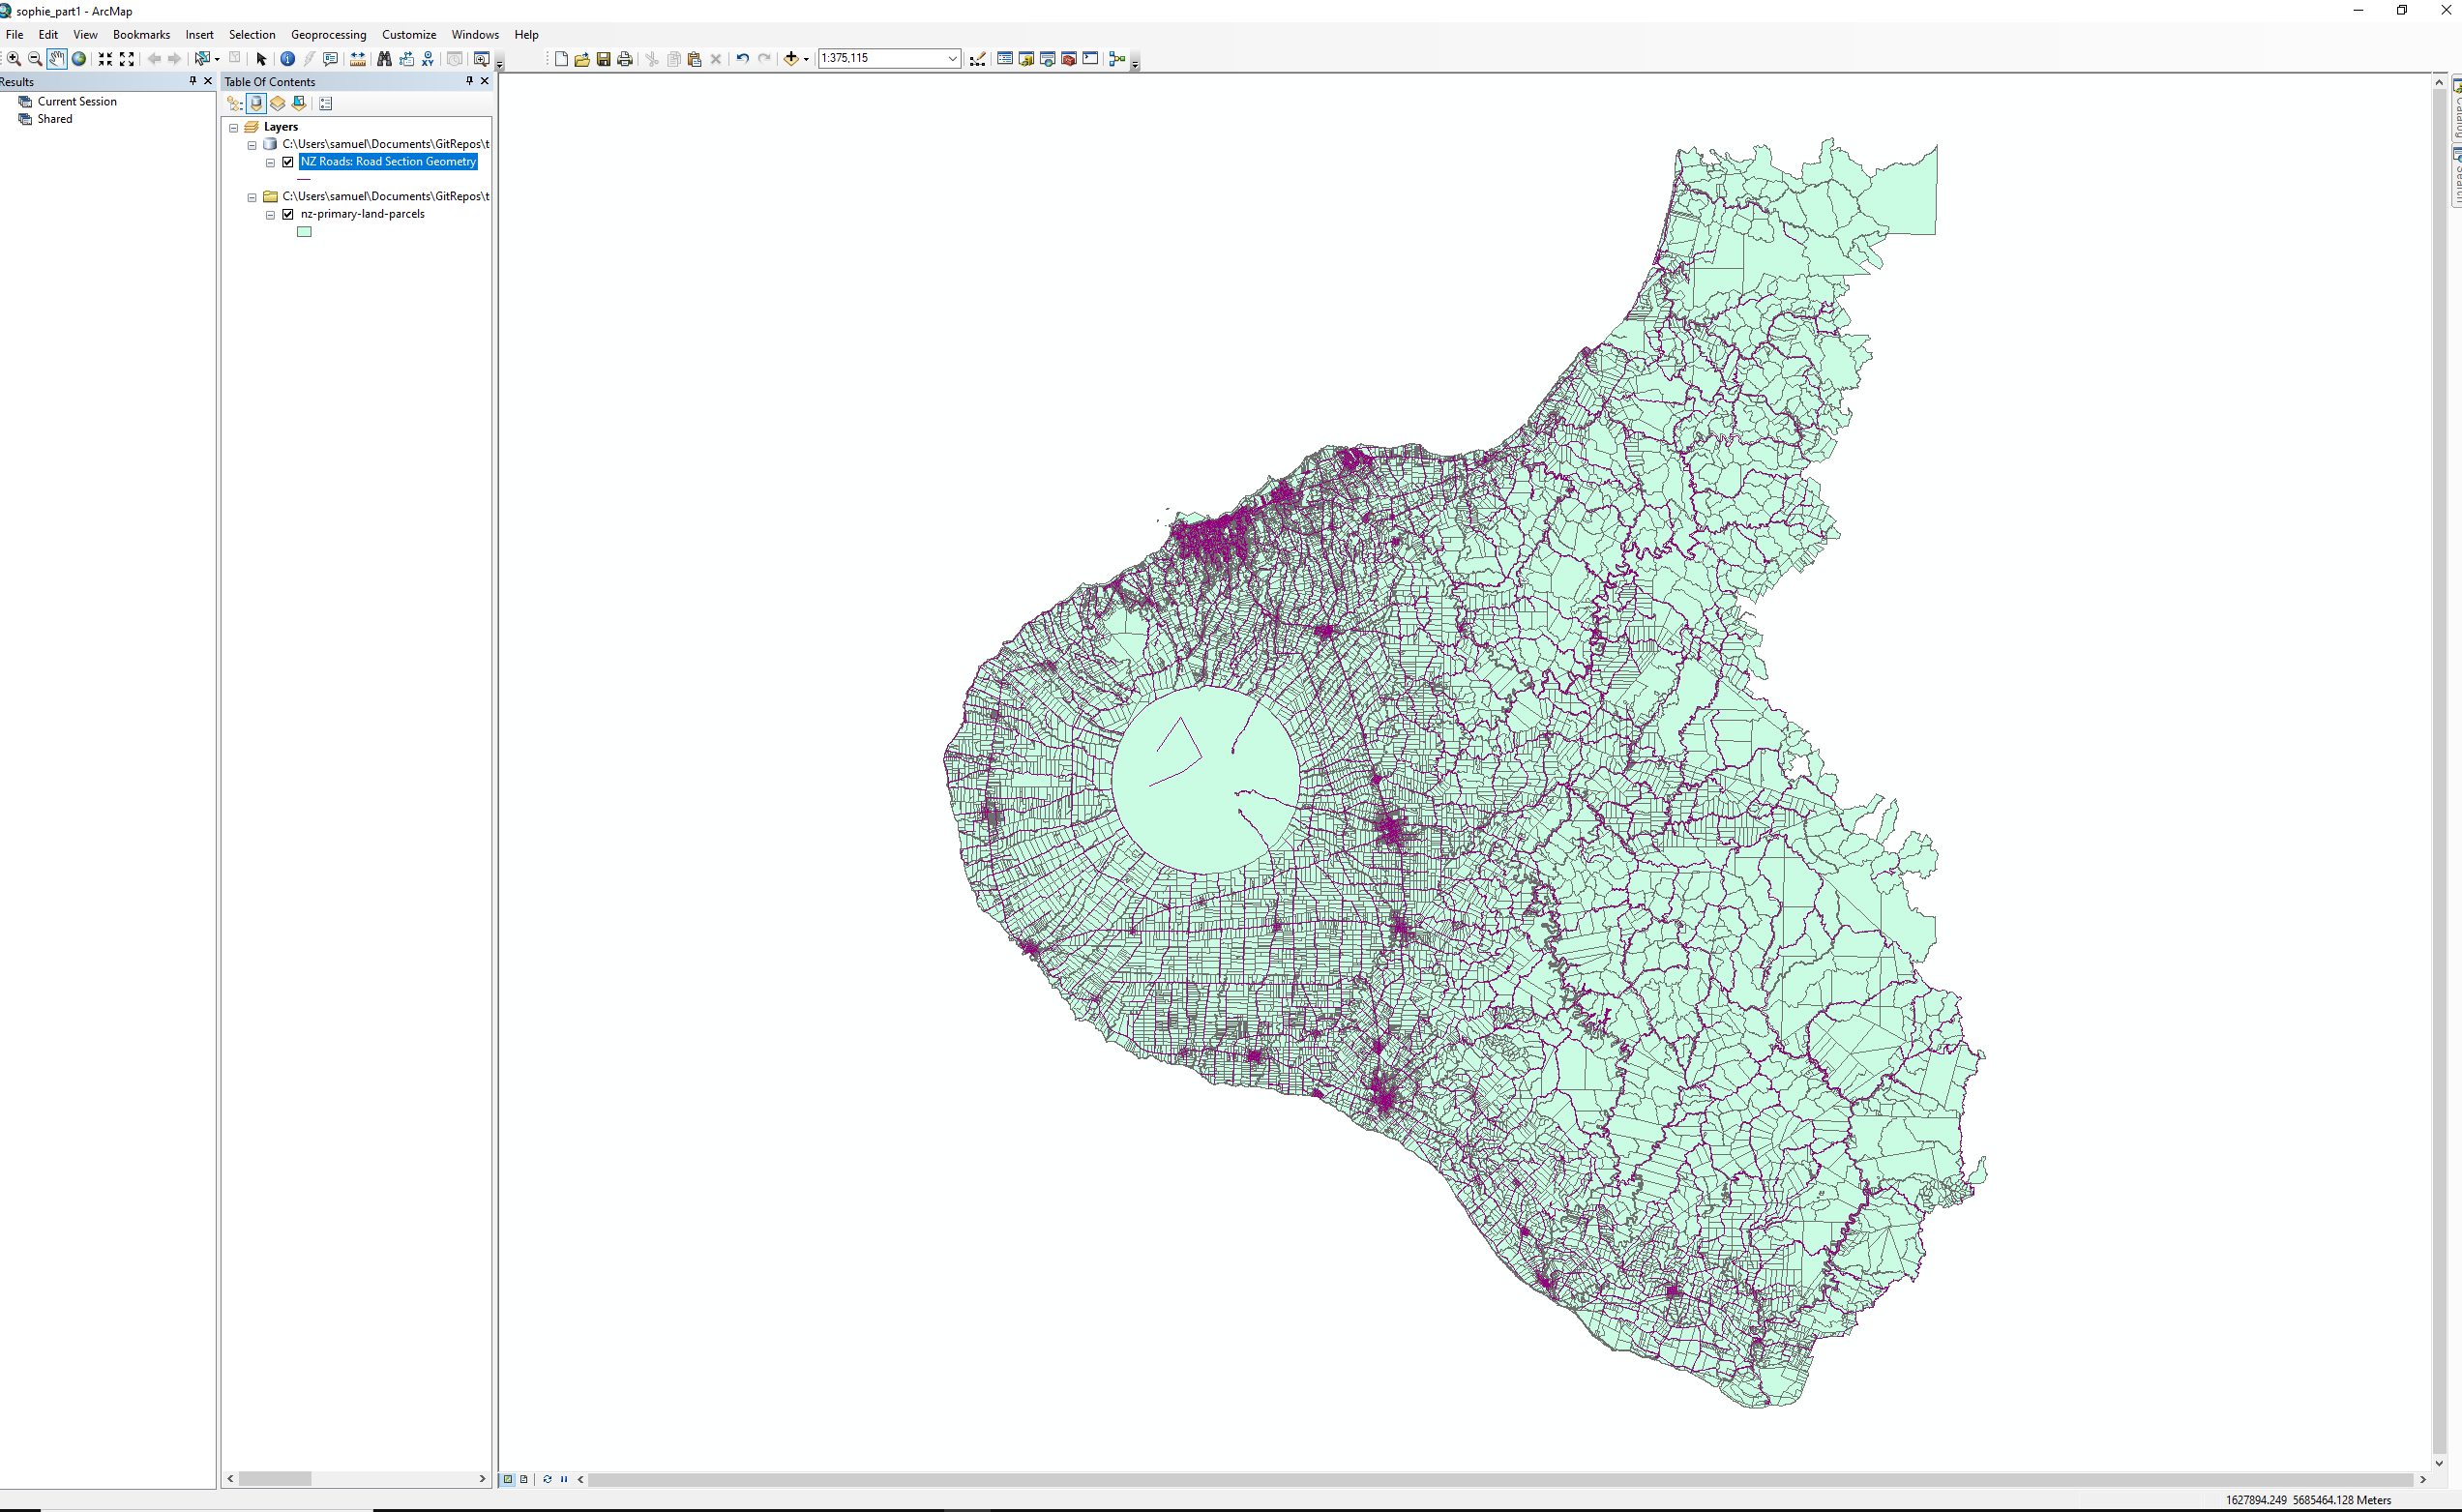 sophie_part1 - ArcMap
File Edit View Bookmarks Insert Selection Geoprocessing Customize Windows Help
1:375,115
Results
Table Of Contents
Current Session
Shared
Layers
C:\Users\samuel\Documents\GitRepos\t
NZ Roads: Road Section Geometry
C:\Users\samuel\Documents\GitRepos\t
nz-primary-land-parcels
Catalog
Search
1627894.249 5685464.128 Meters